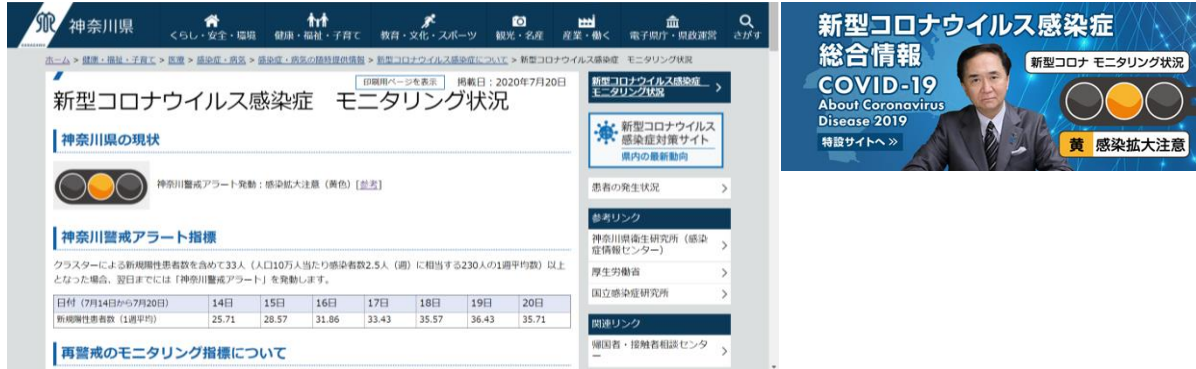 神奈川県
くらし・安全・環境
健康・福祉・子育て
教育・文化・スポーツ
観光・名産
産業・働く
電子県庁・県政運営
さがす
ホーム > 健康・福祉・子育て > 医療 > 感染症・病気 > 感染症・病気の随時提供情報 > 新型コロナウイルス感染症について > 新型コロナウイルス感染症 モニタリング状況
印刷用ページを表示 掲載日：2020年7月20日
新型コロナウイルス感染症 モニタリング状況
神奈川県の現状
神奈川警戒アラート発動：感染拡大注意（黄色）[参考]
神奈川警戒アラート指標
クラスターによる新規陽性患者数を含めて33人（人口10万人当たり感染者数2.5人（週）に相当する230人の1週平均数）以上
となった場合、翌日までには「神奈川警戒アラート」を発動します。
日付（7月14日から7月20日） 14日 15日 16日 17日 18日 19日 20日
新規陽性患者数（1週平均） 25.71 28.57 31.86 33.43 35.57 36.43 35.71
再警戒のモニタリング指標について
新型コロナウイルス感染症
モニタリング状況
新型コロナウイルス
感染症対策サイト
県内の最新動向
患者の発生状況
参考リンク
神奈川県衛生研究所（感染
症情報センター）
厚生労働省
国立感染症研究所
関連リンク
帰国者・接触者相談センタ
ー
新型コロナウイルス感染症
総合情報
COVID-19
About Coronavirus
Disease 2019
特設サイトへ »
新型コロナ モニタリング状況
黄 感染拡大注意